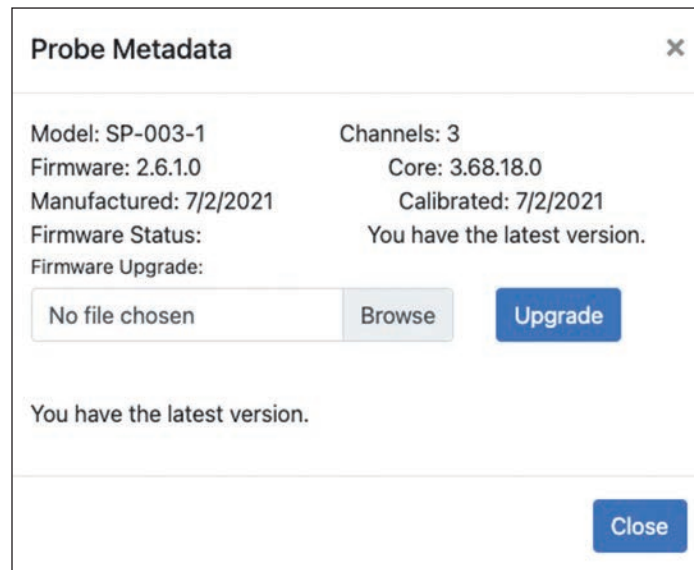 Probe Metadata ×
Model: SP-003-1 Channels: 3
Firmware: 2.6.1.0 Core: 3.68.18.0
Manufactured: 7/2/2021 Calibrated: 7/2/2021
Firmware Status: You have the latest version.
Firmware Upgrade:
No file chosen Browse Upgrade
You have the latest version.
Close